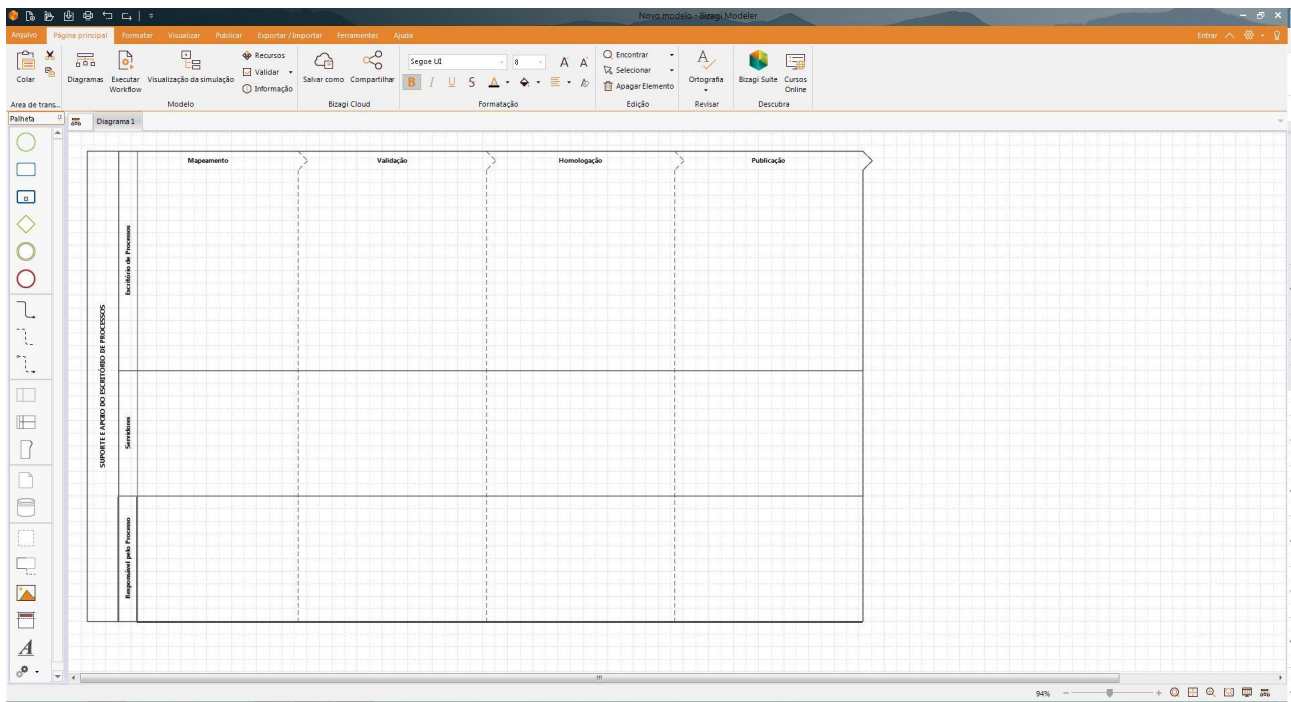 Novo modelo - Bizagi Modeler
Arquivo Página principal Formatar Visualizar Publicar Exportar / Importar Ferramentas Ajuda Entrar
Colar
Diagramas
Executar Workflow
Visualização da simulação
Recursos
Validar
Informação
Salvar como
Compartilhar
Segoe UI 8 A A
B I U S A
Encontrar
Selecionar
Apagar Elemento
Ortografia
Bizagi Suite
Cursos Online
Area de trans... Modelo Bizagi Cloud Formatação Edição Revisar Descubra
Palheta Diagrama 1
Mapeamento Validação Homologação Publicação
SUPORTE E APOIO DO ESCRITÓRIO DE PROCESSOS
Escritório de Processos
Servidores
Responsável pelo Processo
A
94%